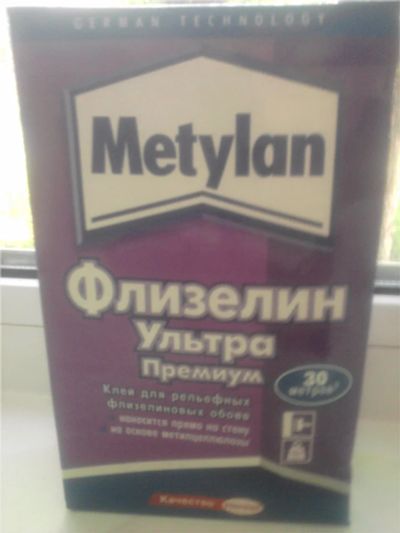 GERMAN TECHNOLOGY
Metylan
Флизелин
Ультра
Премиум
30
метров²
Клей для рельефных
флизелиновых обоев
наносится прямо на стену
на основе метилцеллюлозы
Качество